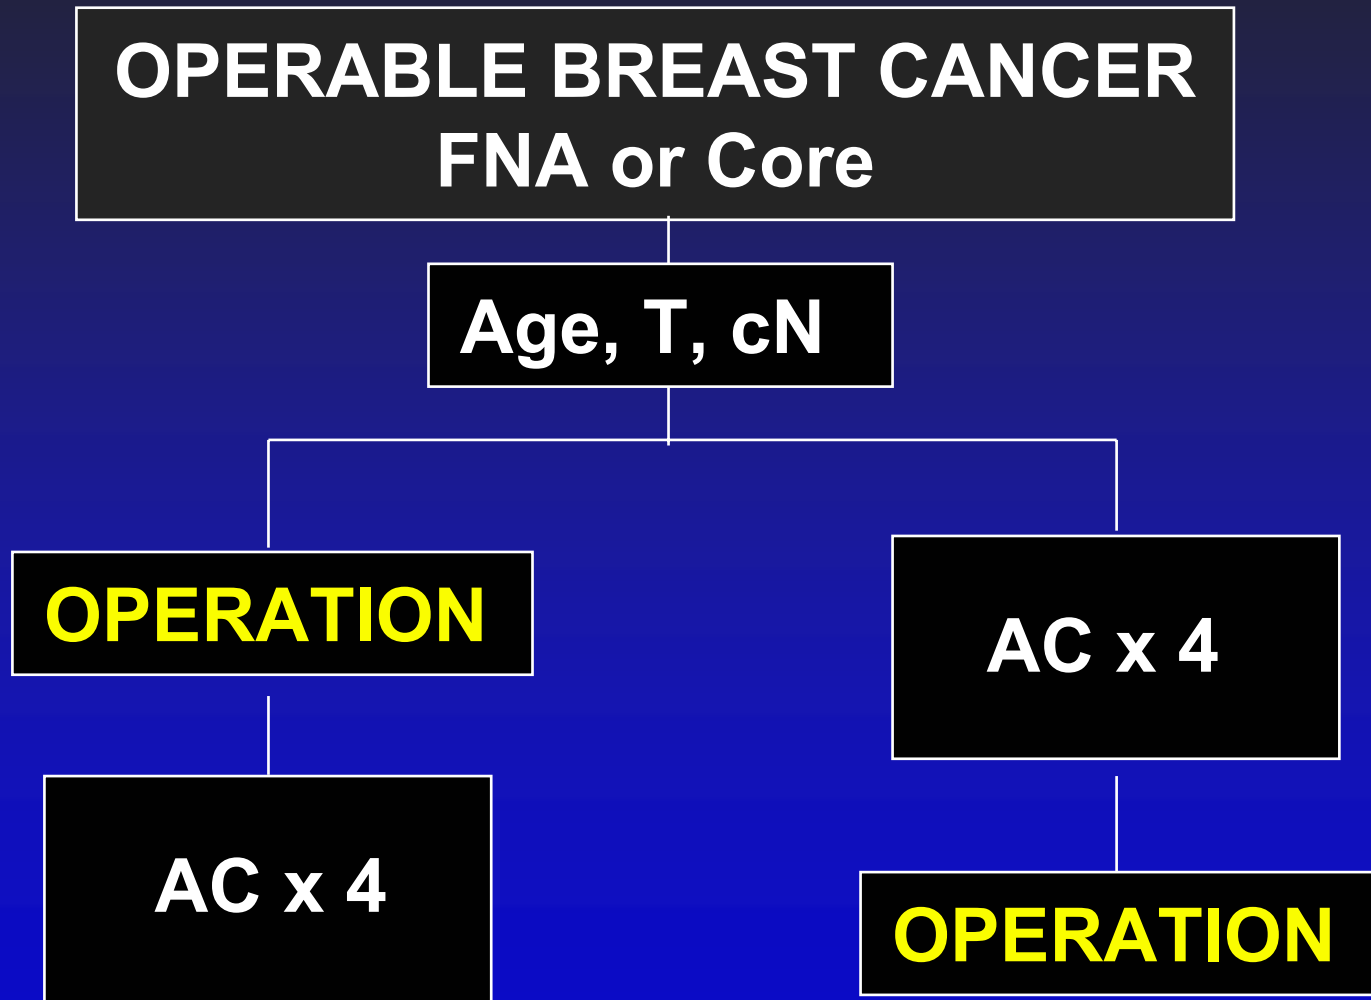 OPERABLE BREAST CANCER
FNA or Core
Age, T, cN
OPERATION
AC x 4
AC x 4
OPERATION